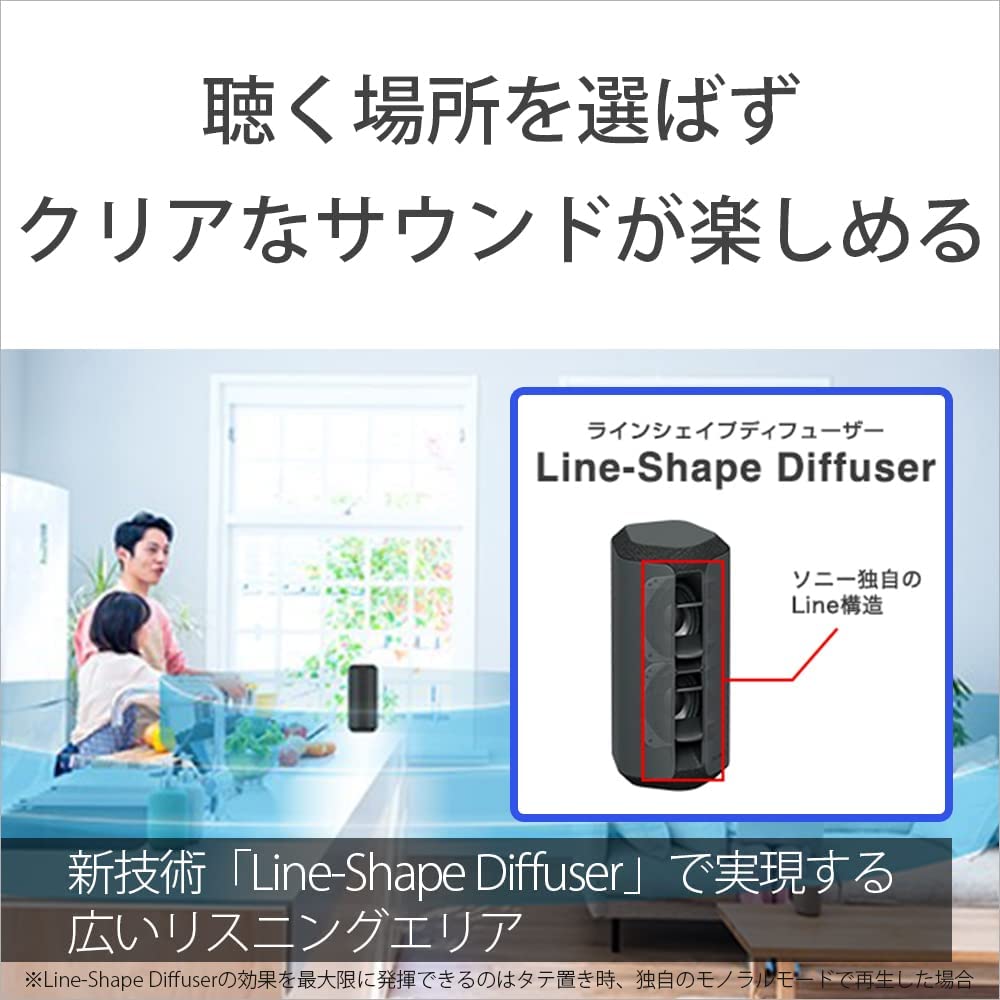 聴く場所を選ばず
クリアなサウンドが楽しめる
ラインシェイプディフューザー
Line-Shape Diffuser
ソニー独自の
Line構造
新技術「Line-Shape Diffuser」で実現する
広いリスニングエリア
※Line-Shape Diffuserの効果を最大限に発揮できるのはタテ置き時、独自のモノラルモードで再生した場合